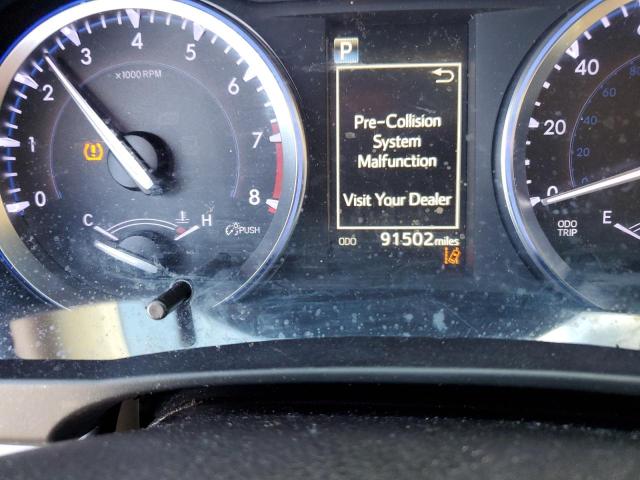 0 1 2 3 4 5 6 7 8
x1000 RPM
C H
PUSH
P
Pre-Collision
System
Malfunction
Visit Your Dealer
ODO 91502 miles
0 20 40
ODO
TRIP
E